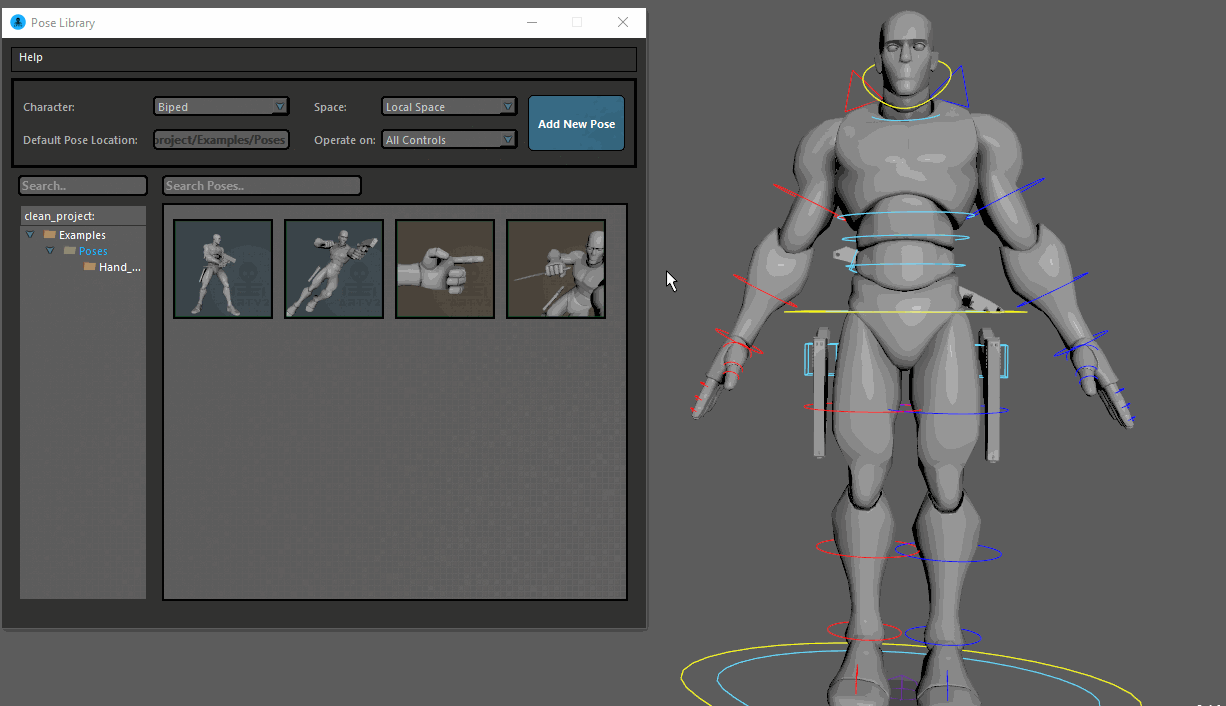 Pose Library
Help
Character:
Biped
Space:
Local Space
Add New Pose
Default Pose Location:
project/Examples/Poses
Operate on:
All Controls
Search..
Search Poses..
clean_project:
Examples
Poses
Hand_...